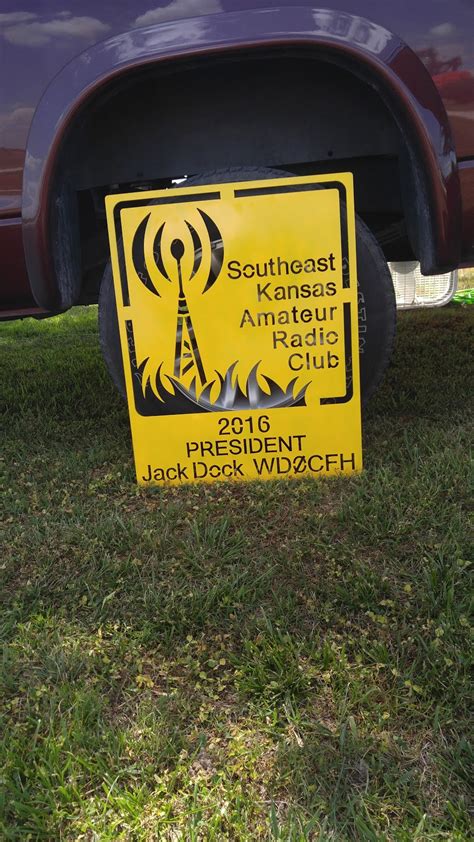 Southeast
Kansas
Amateur
Radio
Club
2016
PRESIDENT
Jack Dock WDØCFH